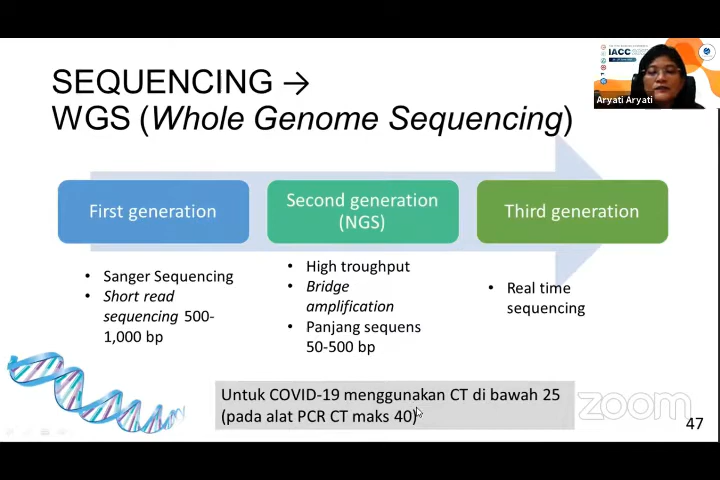 SEQUENCING →
WGS (Whole Genome Sequencing)
IACC
Aryati Aryati
First generation
Second generation
(NGS)
Third generation
• Sanger Sequencing
• Short read
sequencing 500-
1,000 bp
• High troughput
• Bridge
amplification
• Panjang sequens
50-500 bp
• Real time
sequencing
Untuk COVID-19 menggunakan CT di bawah 25
(pada alat PCR CT maks 40)
zoom
47